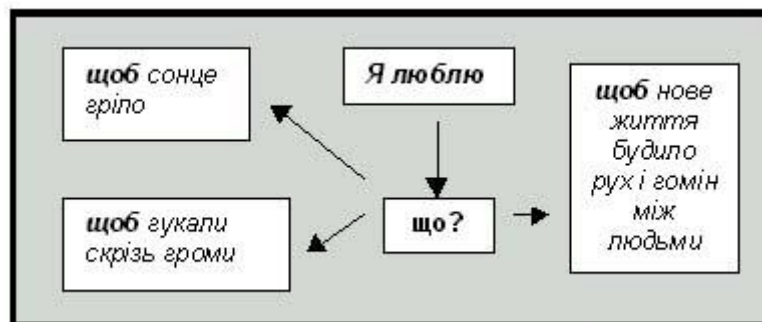 щоб сонце
гріло
Я люблю
щоб нове
життя
будило
рух і гомін
між
людьми
щоб гукали
скрізь громи
що?